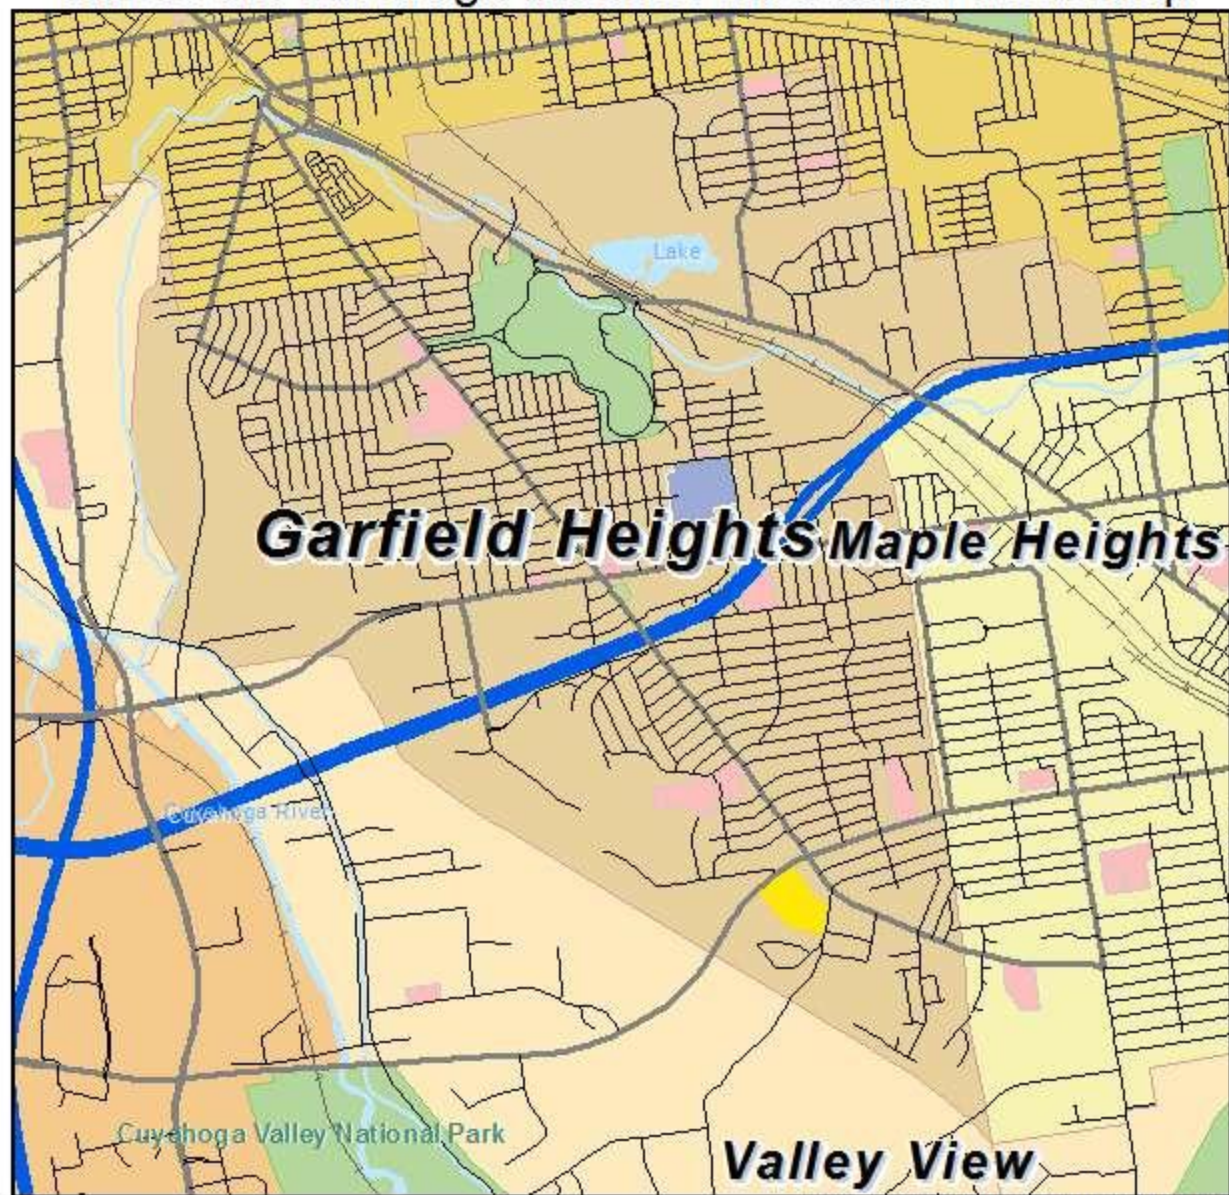 Lake
Garfield Heights
Maple Heights
Cuyahoga River
Cuyahoga Valley National Park
Valley View